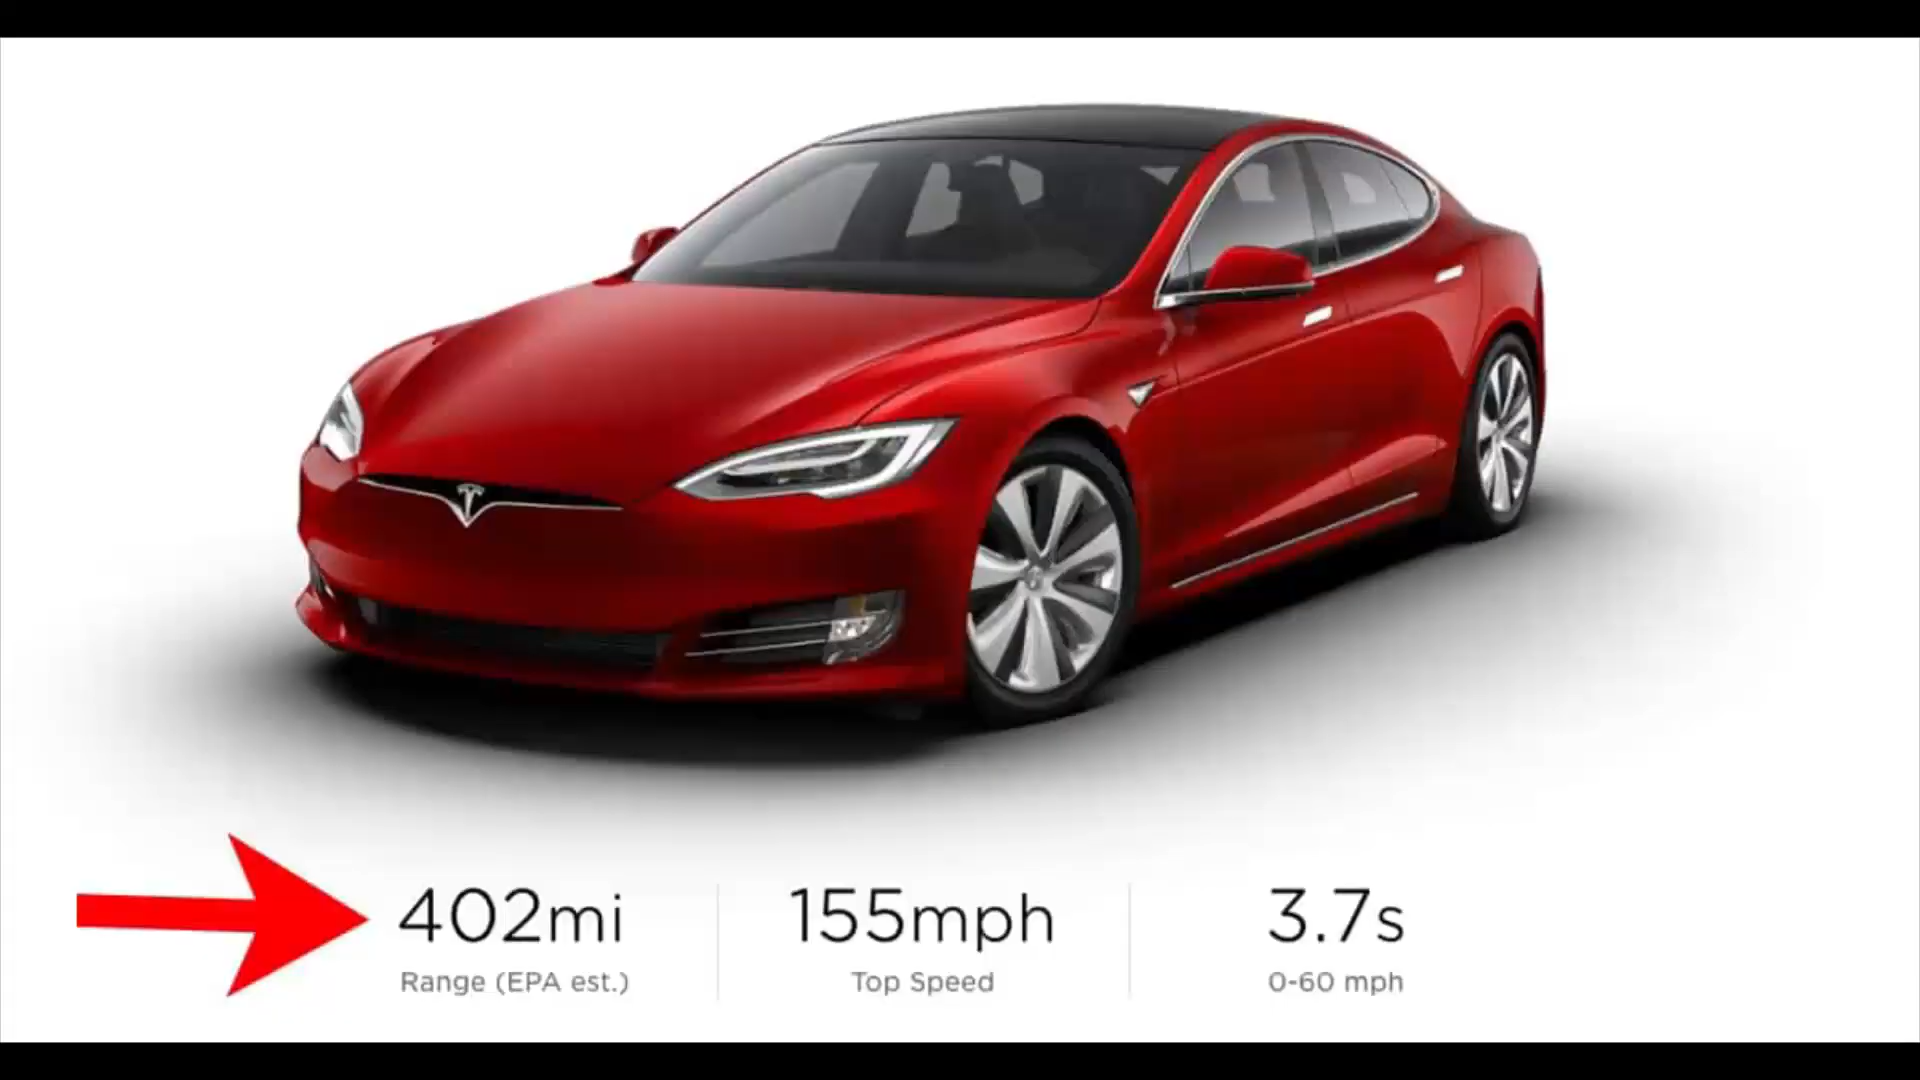 402mi
Range (EPA est.)
155mph
Top Speed
3.7s
0-60 mph